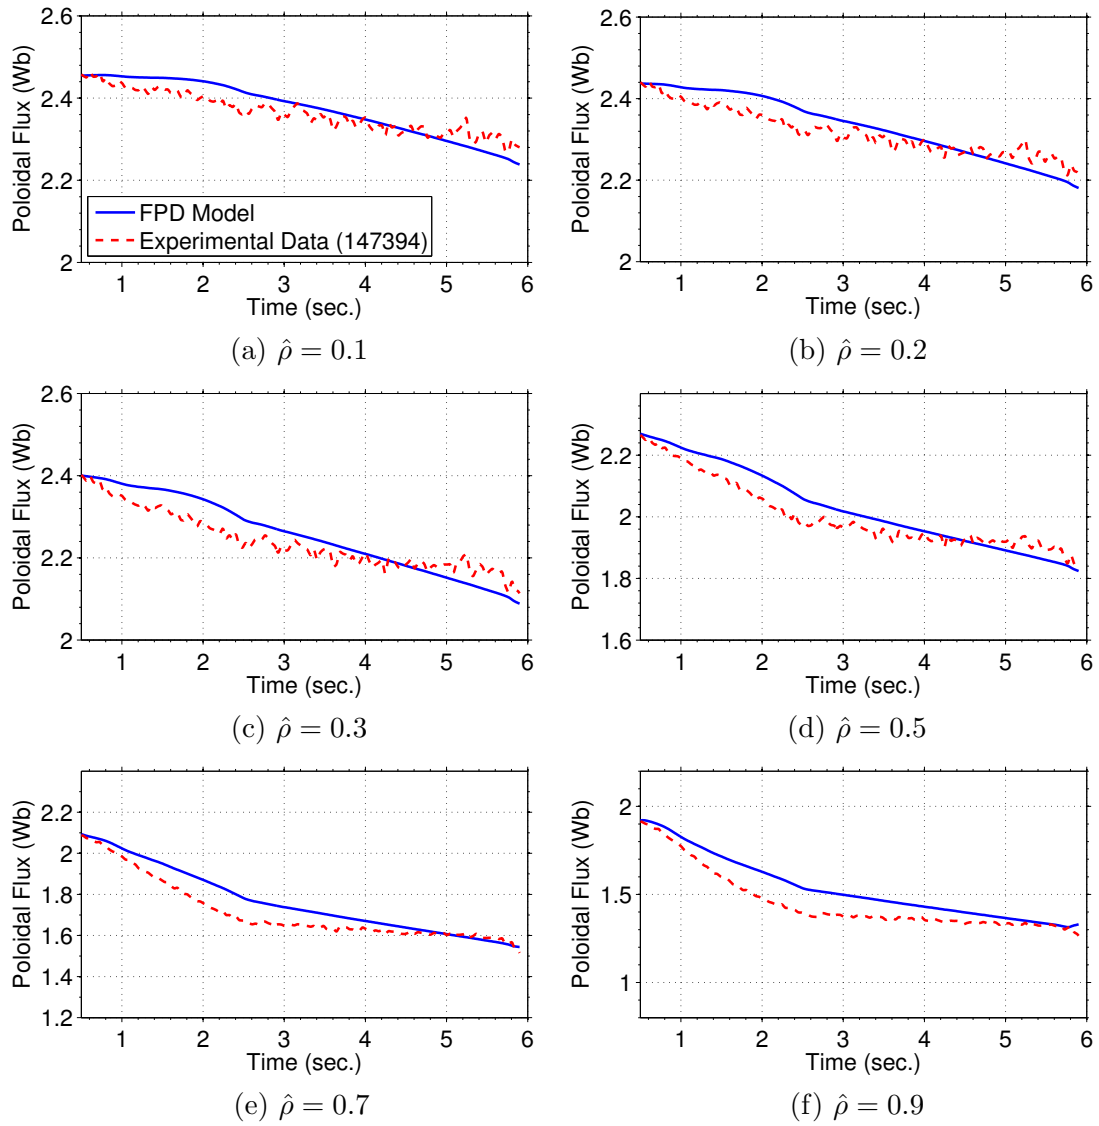 2.6
2.4
2.2
2
Poloidal Flux (Wb)
FPD Model
Experimental Data (147394)
1 2 3 4 5 6
Time (sec.)
(a) ρ̂ = 0.1
2.6
2.4
2.2
2
Poloidal Flux (Wb)
1 2 3 4 5 6
Time (sec.)
(b) ρ̂ = 0.2
2.6
2.4
2.2
2
Poloidal Flux (Wb)
1 2 3 4 5 6
Time (sec.)
(c) ρ̂ = 0.3
2.2
2
1.8
1.6
Poloidal Flux (Wb)
1 2 3 4 5 6
Time (sec.)
(d) ρ̂ = 0.5
2.2
2
1.8
1.6
1.4
1.2
Poloidal Flux (Wb)
1 2 3 4 5 6
Time (sec.)
(e) ρ̂ = 0.7
2
1.5
1
Poloidal Flux (Wb)
1 2 3 4 5 6
Time (sec.)
(f) ρ̂ = 0.9